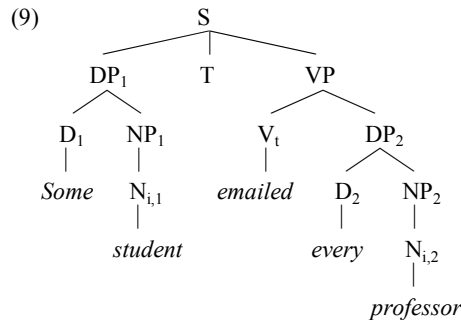 (9) S
DP1 T VP
D1 NP1 Vt DP2
Some Ni,1 emailed D2 NP2
student every Ni,2
professor